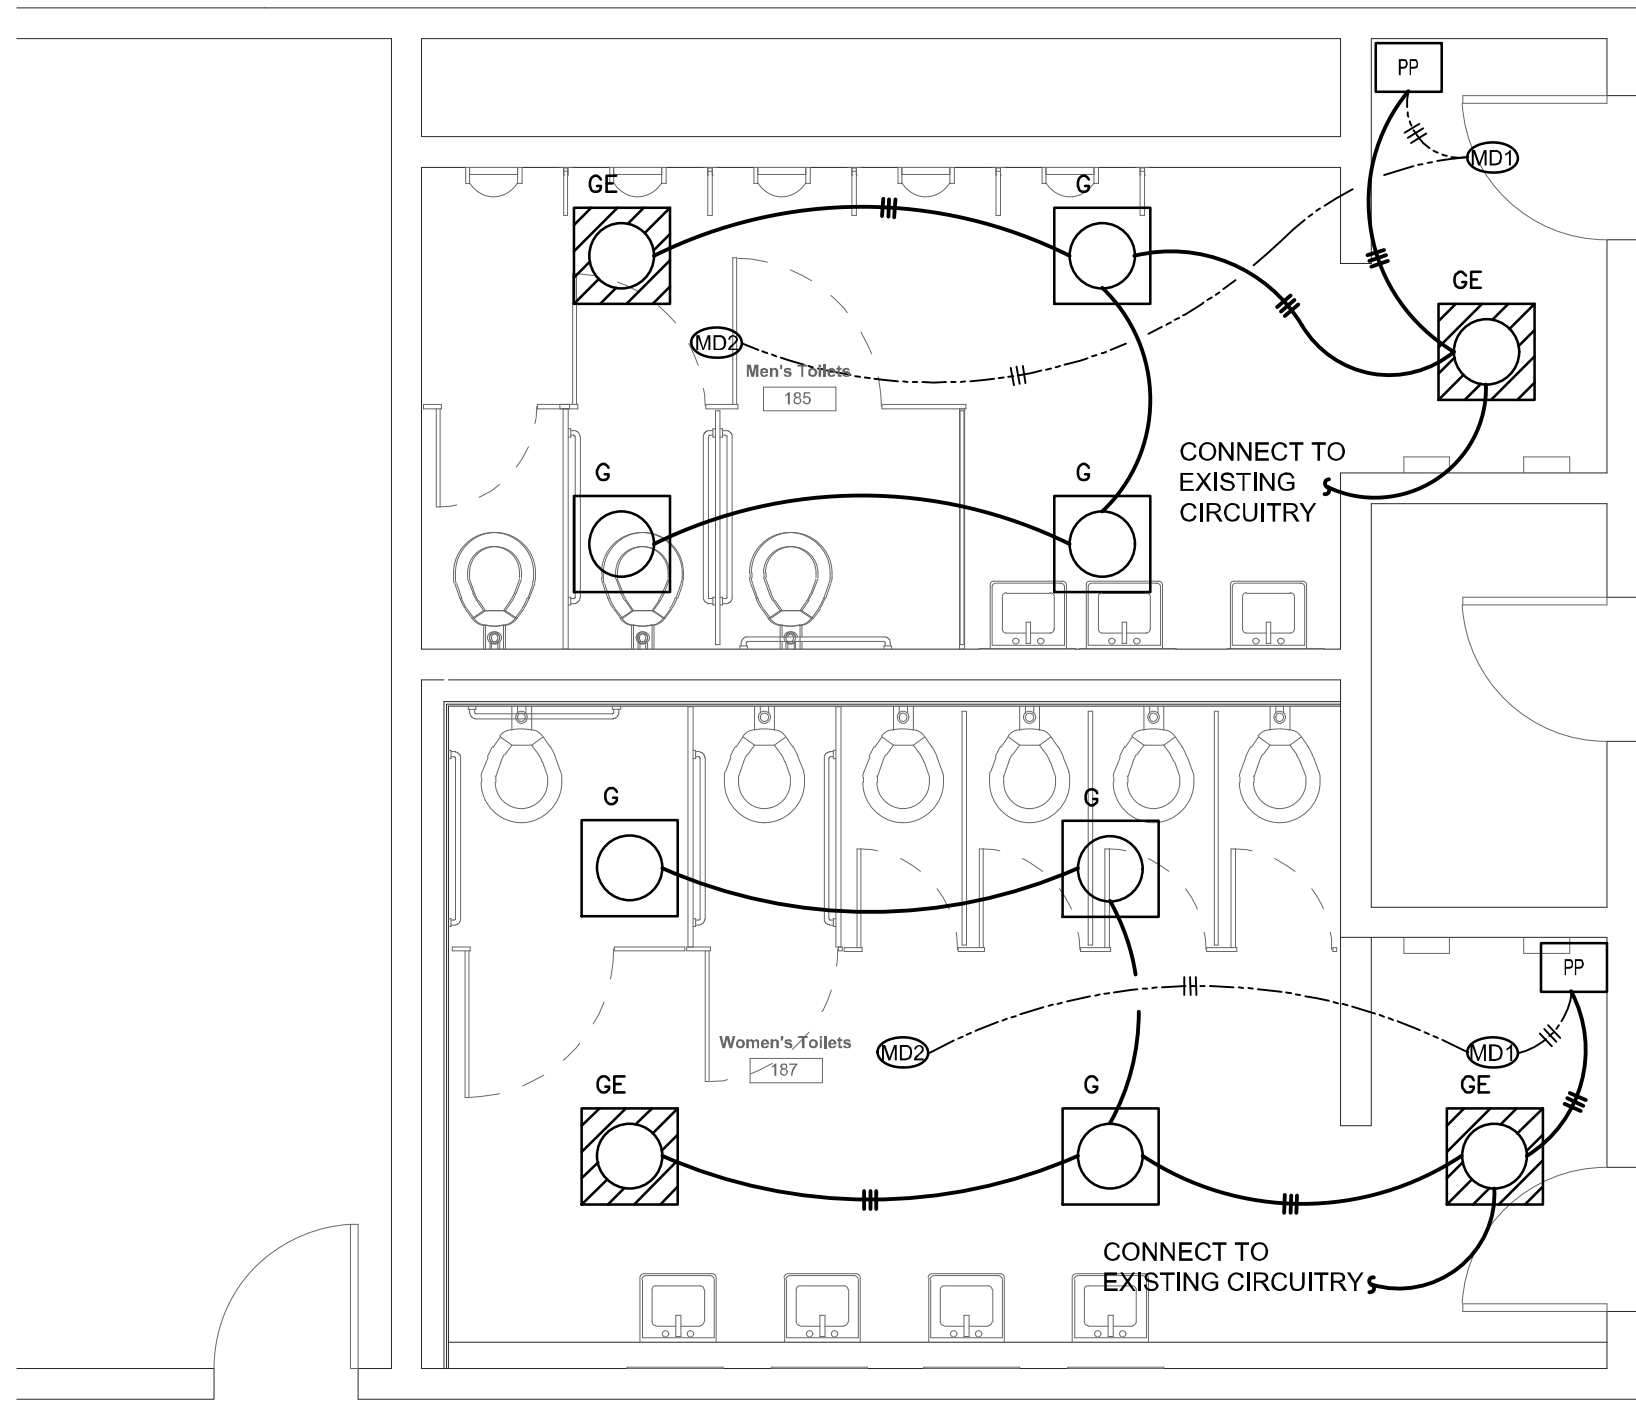 PP
MD1
GE
G
GE
MD2
Men's Toilets
185
CONNECT TO
EXISTING
CIRCUITRY
G
G
G
G
PP
Women's Toilets
187
MD2
MD1
GE
G
GE
CONNECT TO
EXISTING CIRCUITRY